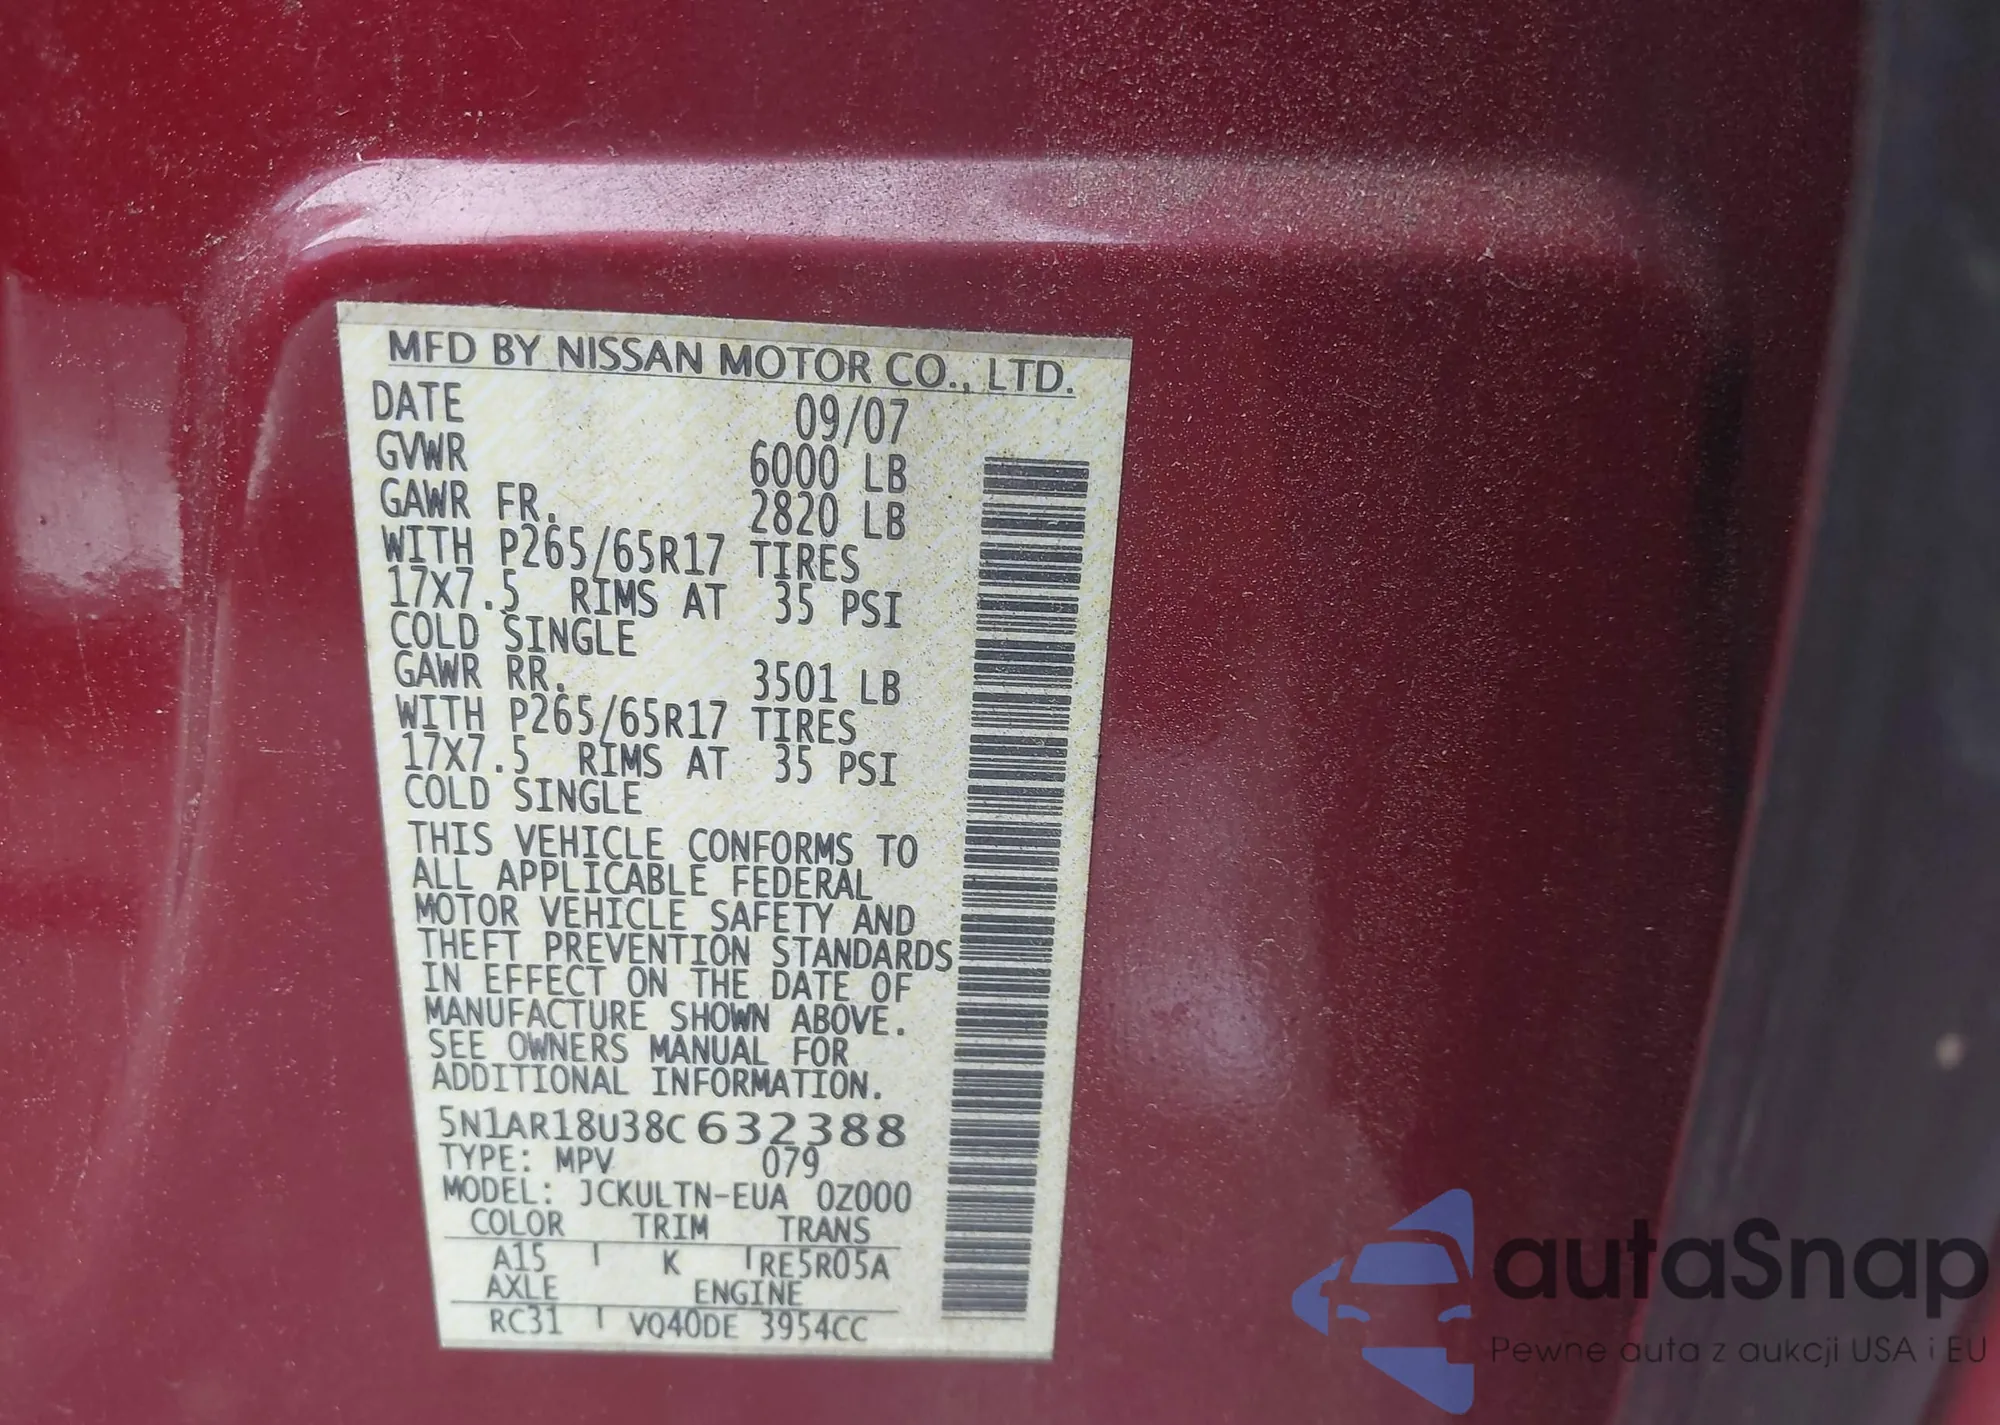 MFD BY NISSAN MOTOR CO., LTD.
DATE 09/07
GVWR 6000 LB
GAWR FR. 2820 LB
WITH P265/65R17 TIRES
17X7.5 RIMS AT 35 PSI
COLD SINGLE
GAWR RR. 3501 LB
WITH P265/65R17 TIRES
17X7.5 RIMS AT 35 PSI
COLD SINGLE
THIS VEHICLE CONFORMS TO
ALL APPLICABLE FEDERAL
MOTOR VEHICLE SAFETY AND
THEFT PREVENTION STANDARDS
IN EFFECT ON THE DATE OF
MANUFACTURE SHOWN ABOVE.
SEE OWNERS MANUAL FOR
ADDITIONAL INFORMATION.
5N1AR18U38C632388
TYPE: MPV 079
MODEL: JCKULTN-EUA 0Z000
COLOR TRIM TRANS
A15 K RE5R05A
AXLE ENGINE
RC31 VQ40DE 3954CC
autaSnap
Pewne auta z aukcji USA i EU